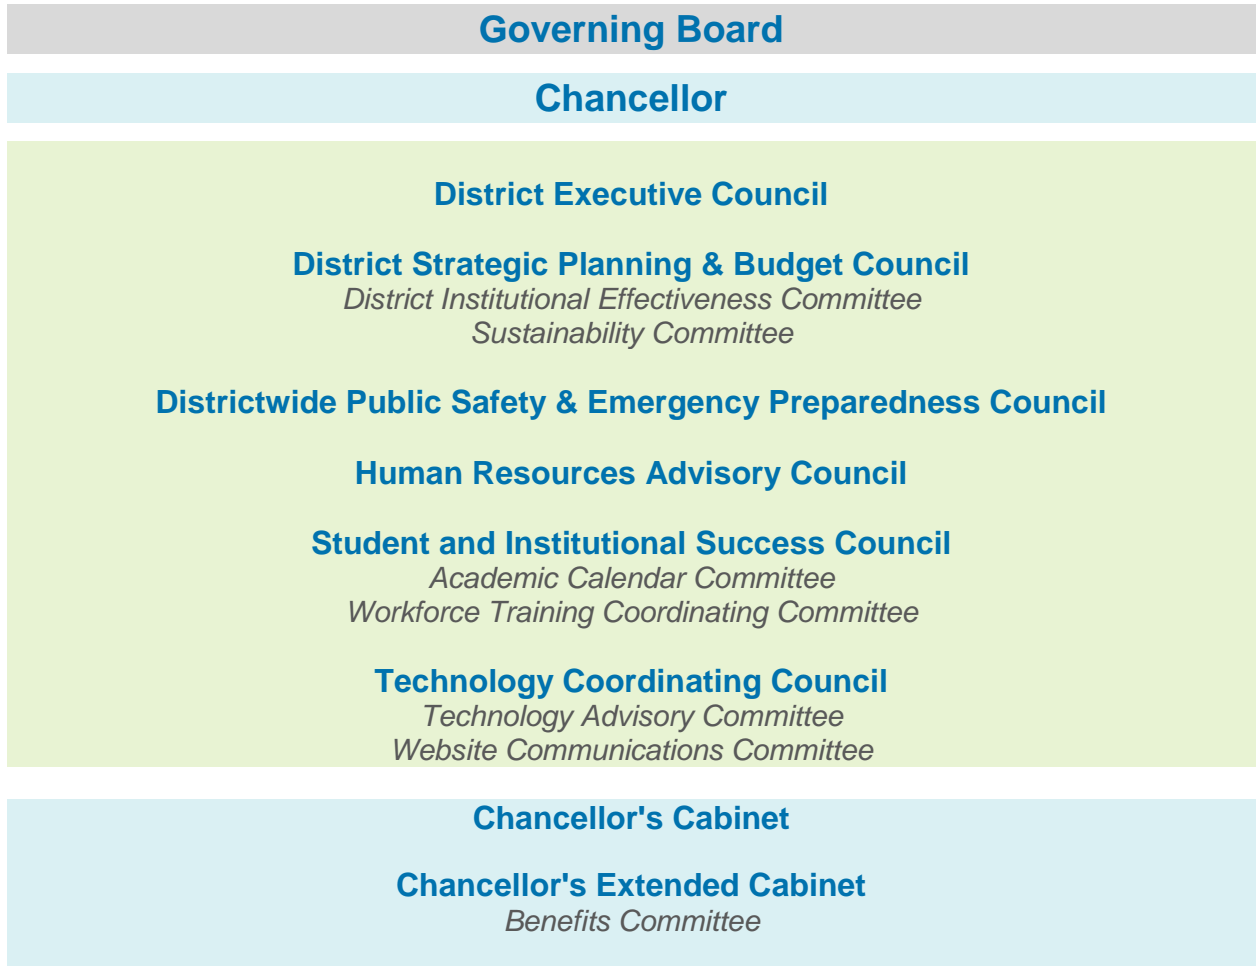 Governing Board
Chancellor
District Executive Council
District Strategic Planning & Budget Council
District Institutional Effectiveness Committee
Sustainability Committee
Districtwide Public Safety & Emergency Preparedness Council
Human Resources Advisory Council
Student and Institutional Success Council
Academic Calendar Committee
Workforce Training Coordinating Committee
Technology Coordinating Council
Technology Advisory Committee
Website Communications Committee
Chancellor's Cabinet
Chancellor's Extended Cabinet
Benefits Committee